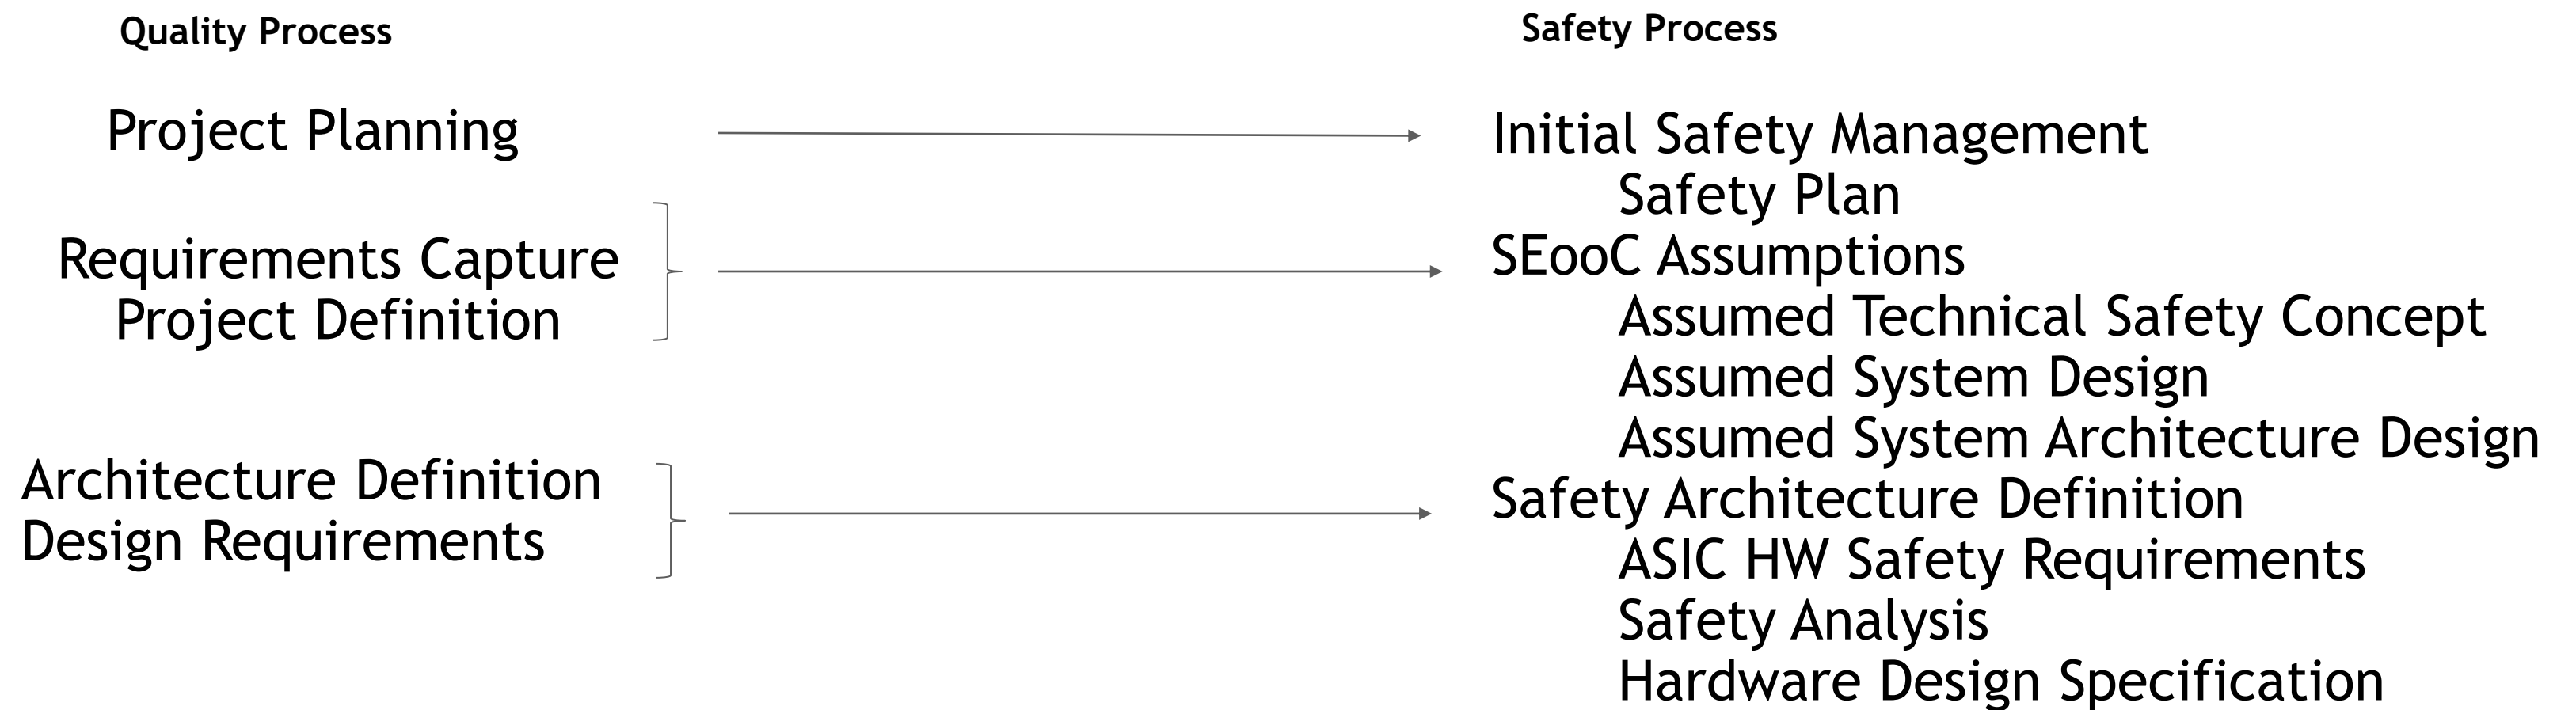 Quality Process
Safety Process
Project Planning
Requirements Capture
Project Definition
Architecture Definition
Design Requirements
Initial Safety Management
Safety Plan
SEooC Assumptions
Assumed Technical Safety Concept
Assumed System Design
Assumed System Architecture Design
Safety Architecture Definition
ASIC HW Safety Requirements
Safety Analysis
Hardware Design Specification